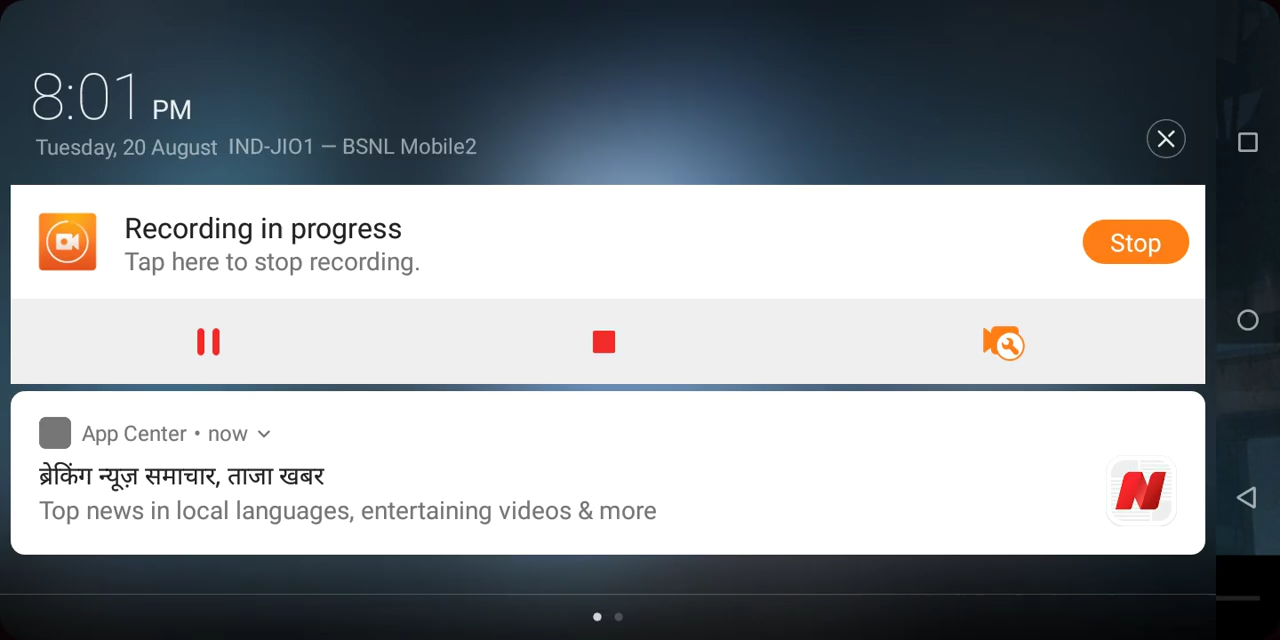 8:01 PM
Tuesday, 20 August IND-JIO1 — BSNL Mobile2
Recording in progress
Tap here to stop recording.
Stop
App Center • now
ब्रेकिंग न्यूज़ समाचार, ताजा खबर
Top news in local languages, entertaining videos & more
N